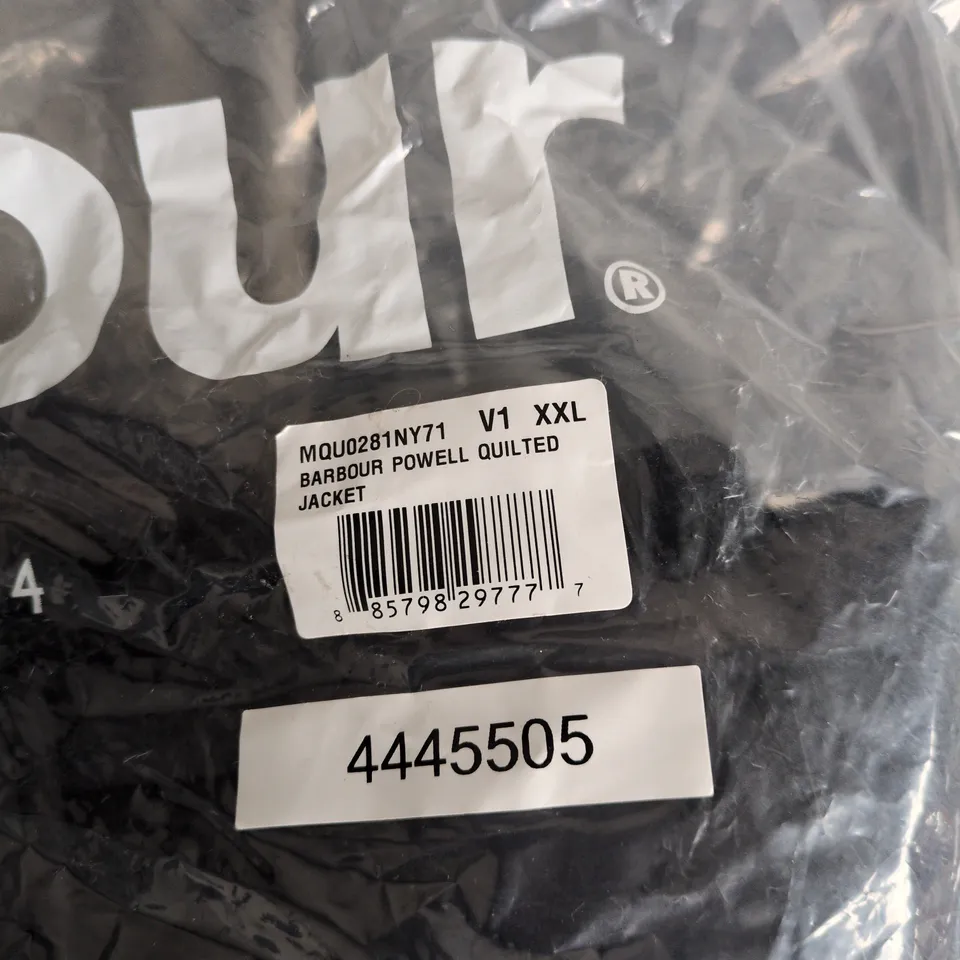 our®
MQU0281NY71 V1 XXL
BARBOUR POWELL QUILTED
JACKET
4
8 85798 29777 7
4445505